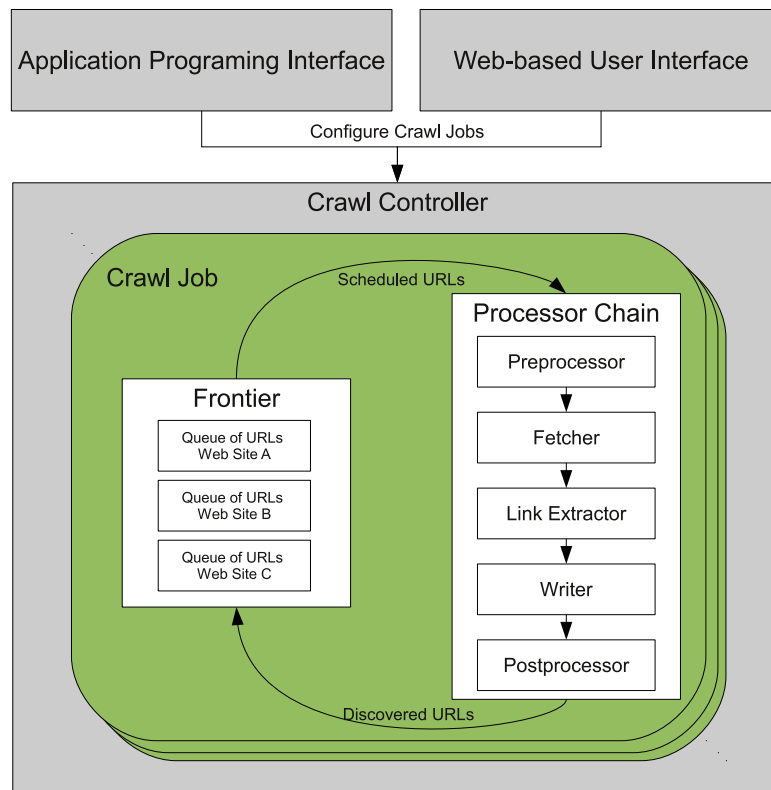 Application Programing Interface
Web-based User Interface
Configure Crawl Jobs
Crawl Controller
Crawl Job
Scheduled URLs
Processor Chain
Preprocessor
Fetcher
Link Extractor
Writer
Postprocessor
Frontier
Queue of URLs
Web Site A
Queue of URLs
Web Site B
Queue of URLs
Web Site C
Discovered URLs